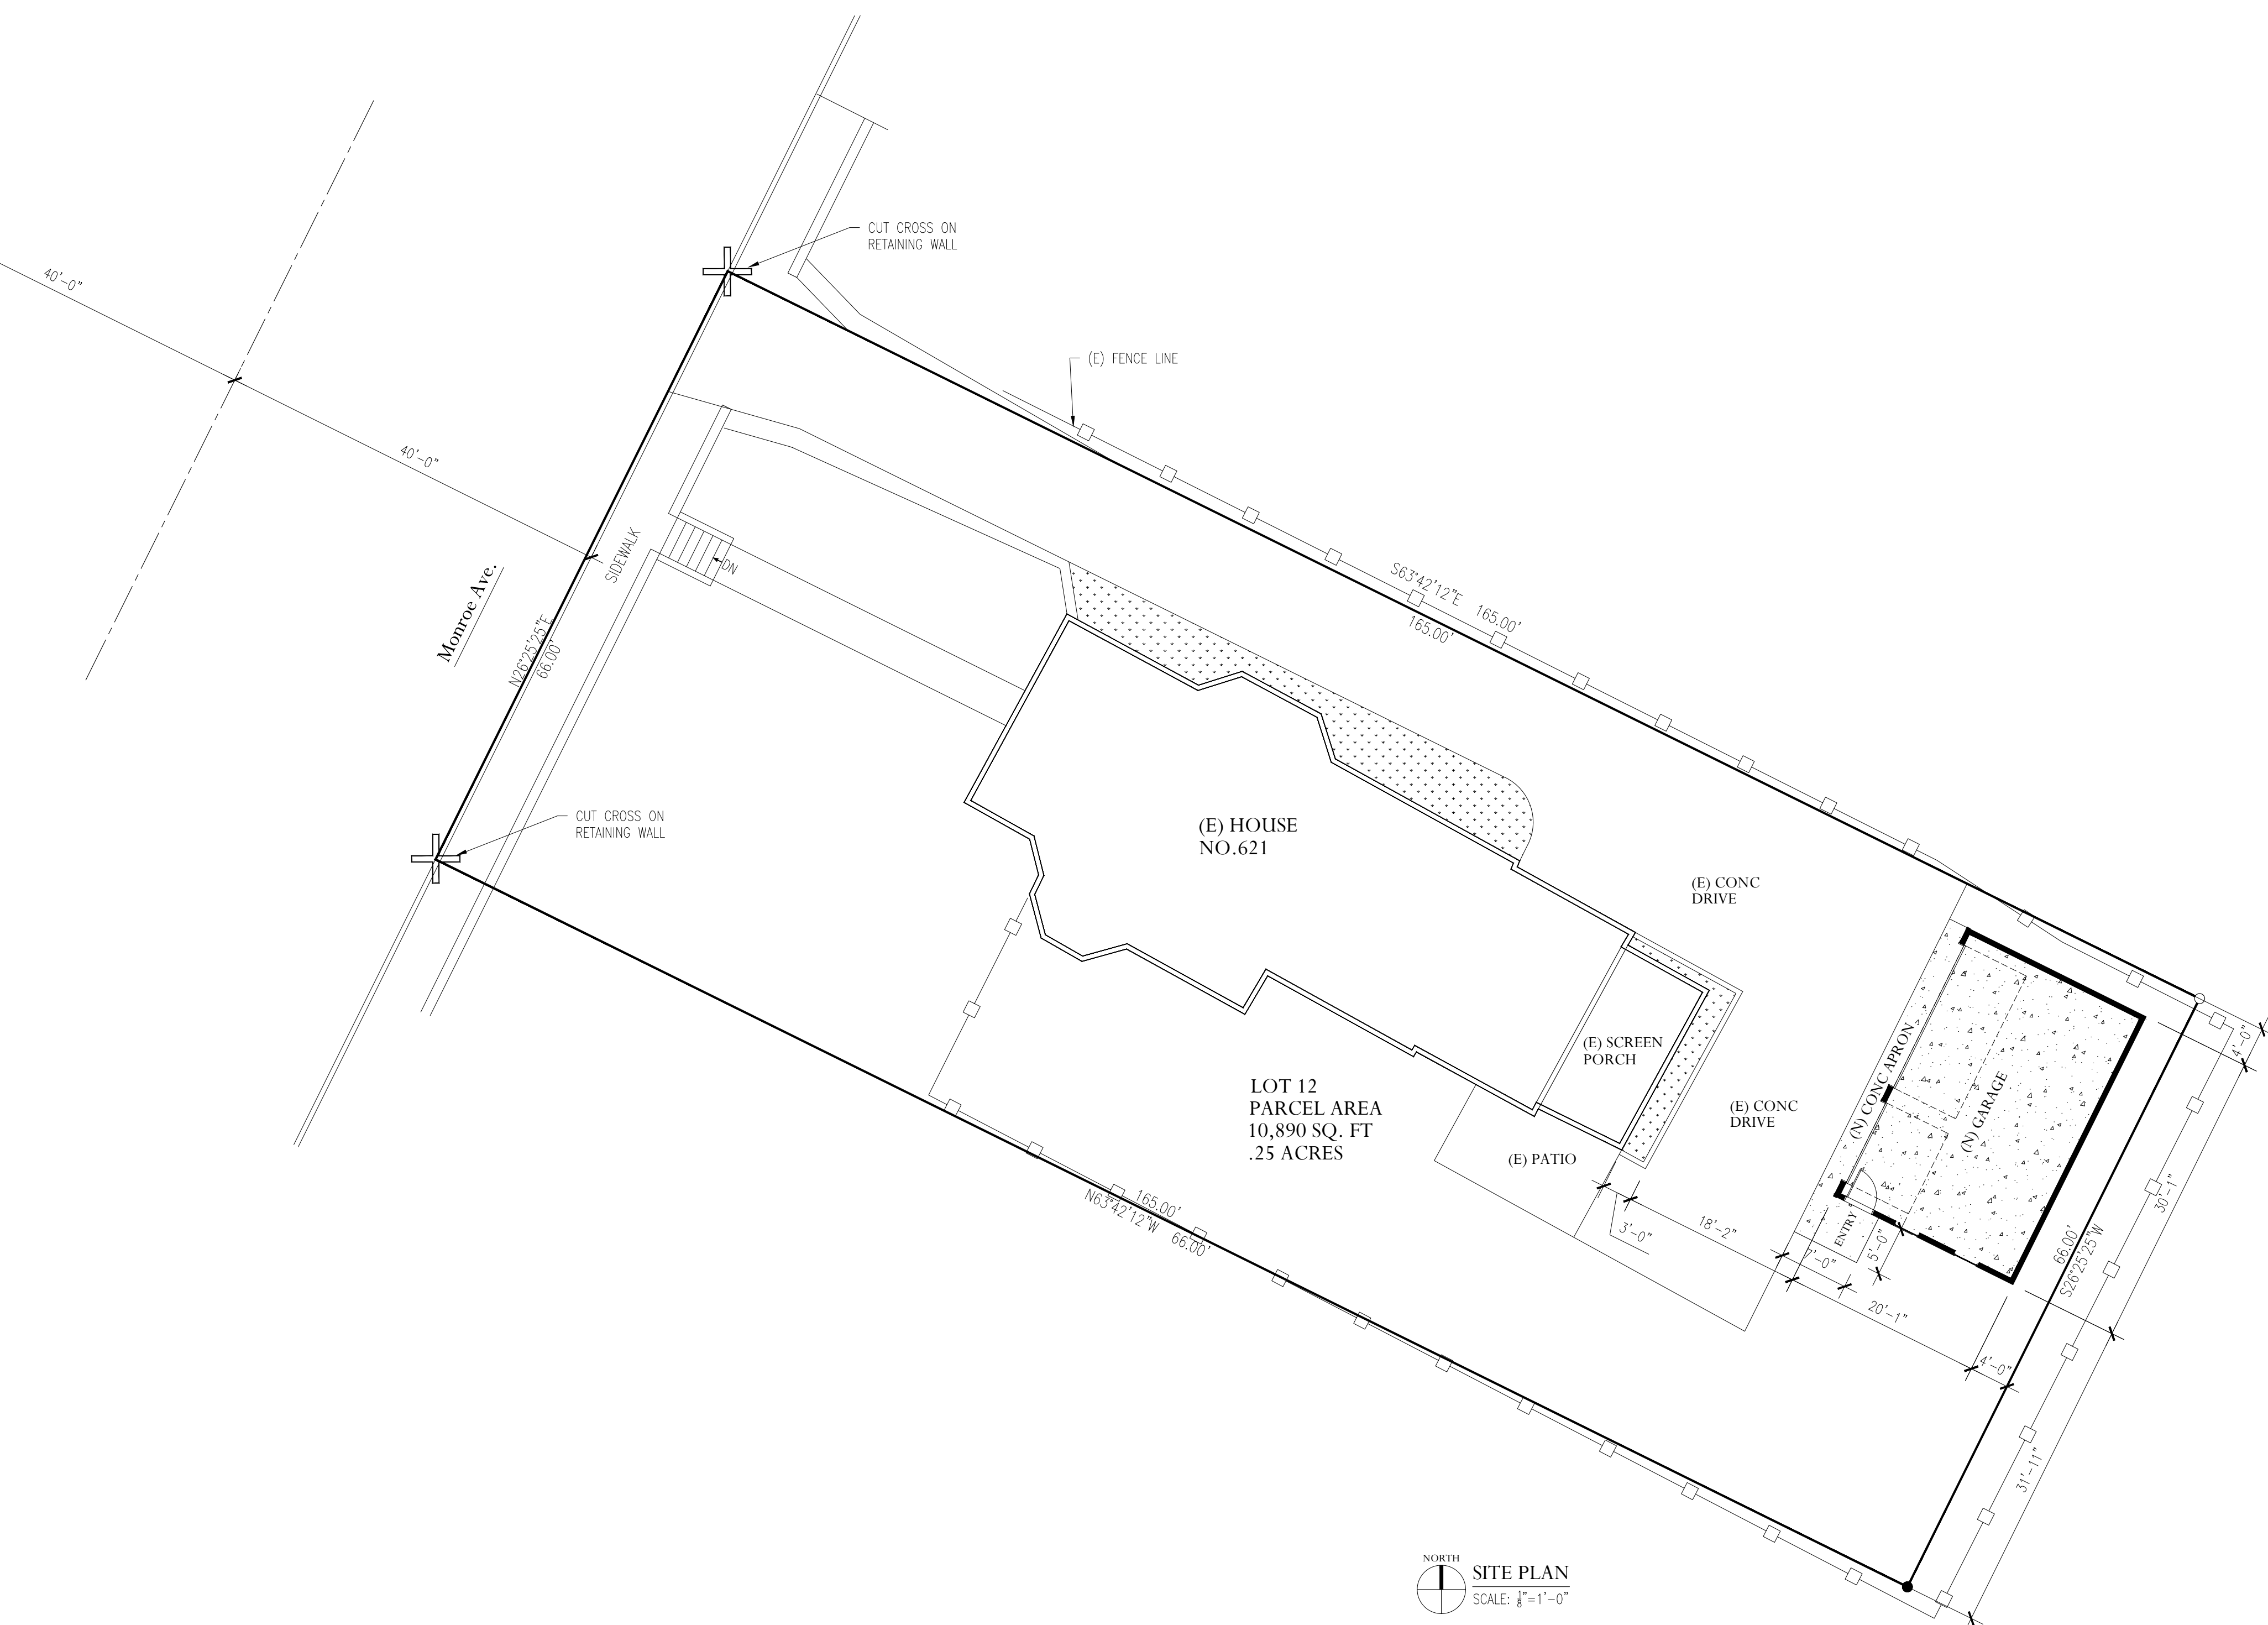 CUT CROSS ON
RETAINING WALL
40'-0"
(E) FENCE LINE
40'-0"
SIDEWALK
DN
Monroe Ave.
N26°25'25"E
66.00'
S63°42'12"E 165.00'
165.00'
CUT CROSS ON
RETAINING WALL
(E) HOUSE
NO.621
(E) CONC
DRIVE
(E) SCREEN
PORCH
(N) CONC APRON
(N) GARAGE
4'-0"
LOT 12
PARCEL AREA
10,890 SQ. FT
.25 ACRES
(E) CONC
DRIVE
(E) PATIO
165.00'
N63°42'12"W 66.00'
3'-0"
18'-2"
ENTRY
7'-0"
5'-0"
20'-1"
4'-0"
66.00'
S26°25'25"W
30'-1"
31'-11"
NORTH
SITE PLAN
SCALE: 1/8"=1'-0"